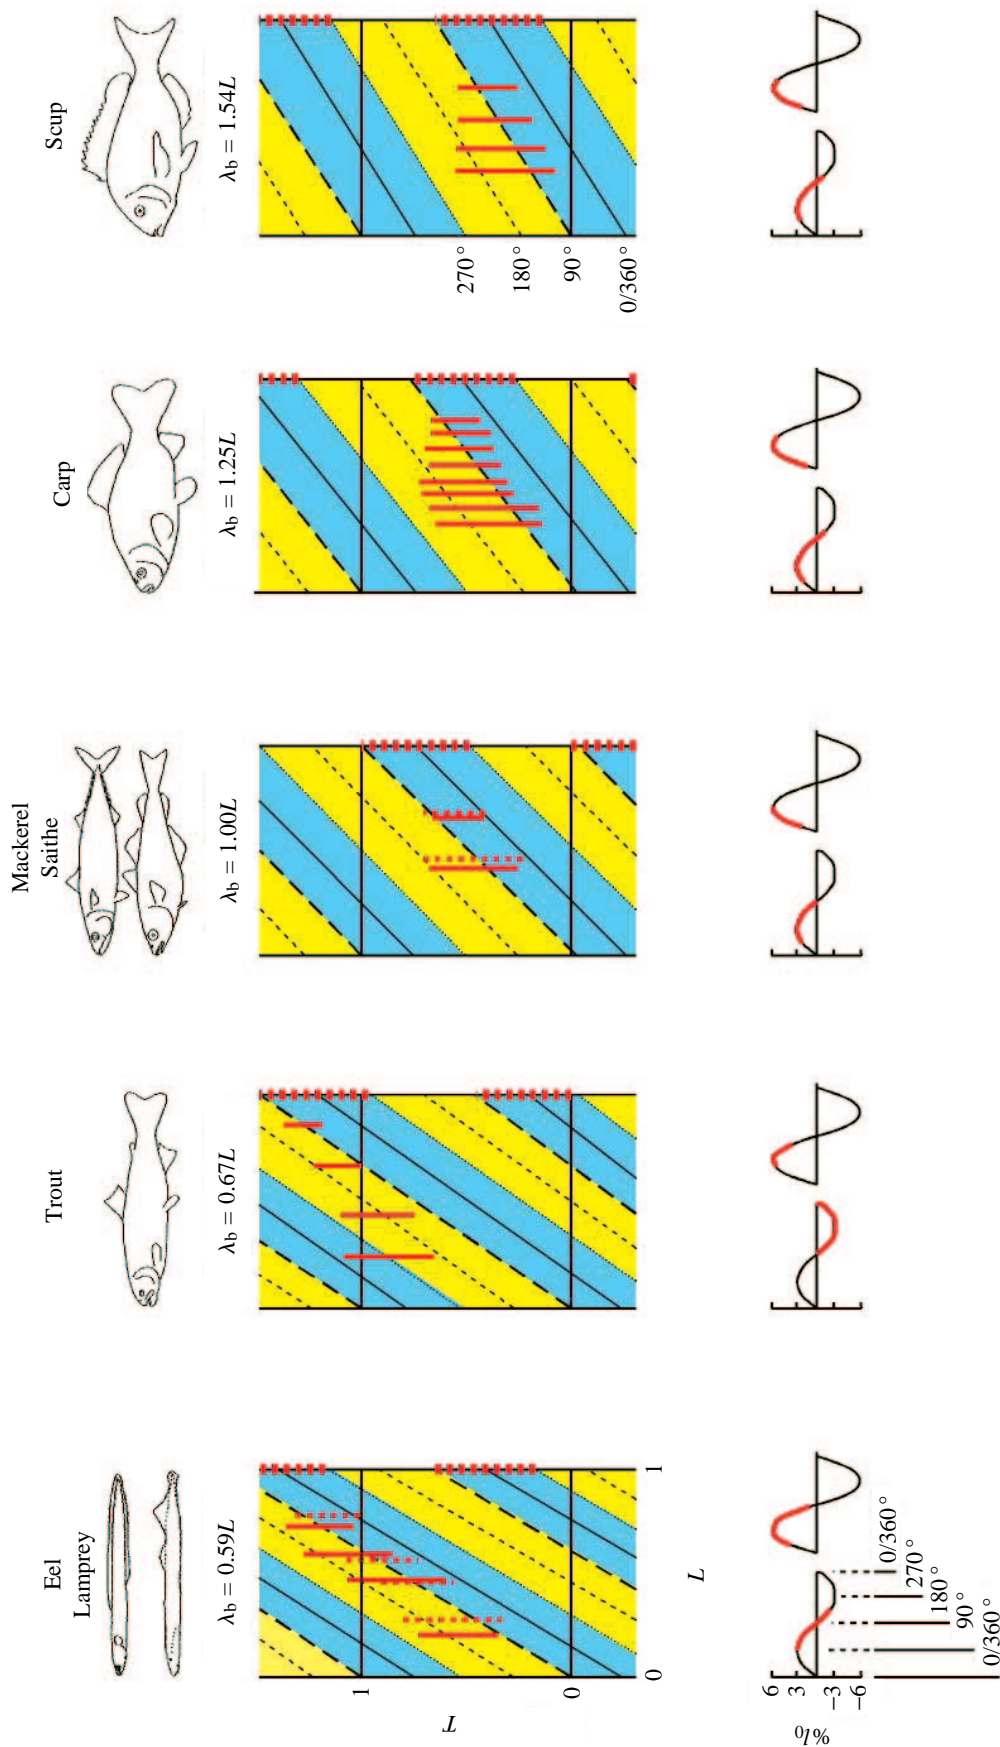 Eel
Lamprey
Trout
Mackerel
Saithe
Carp
Scup
λb = 0.59L
λb = 0.67L
λb = 1.00L
λb = 1.25L
λb = 1.54L
T
1
0
0
1
L
270°
180°
90°
0/360°
%l0
6
3
−3
−6
0/360°
270°
180°
90°
0/360°